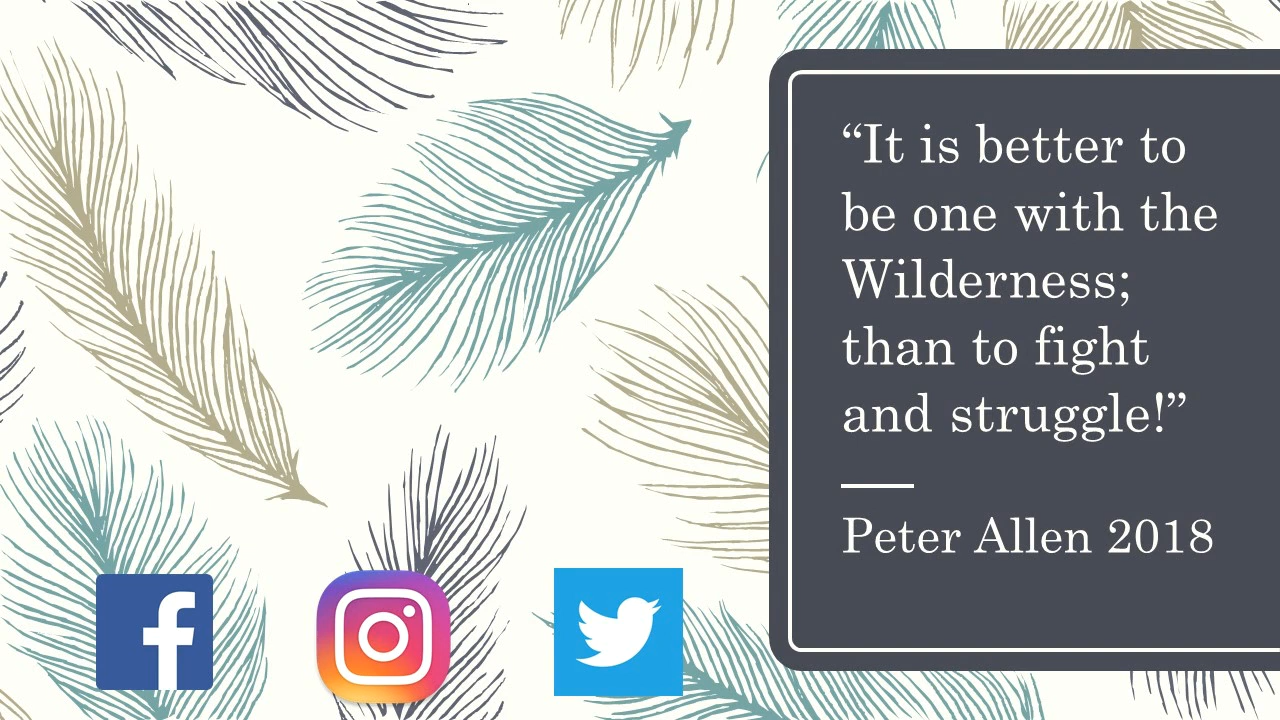 “It is better to
be one with the
Wilderness;
than to fight
and struggle!”
Peter Allen 2018